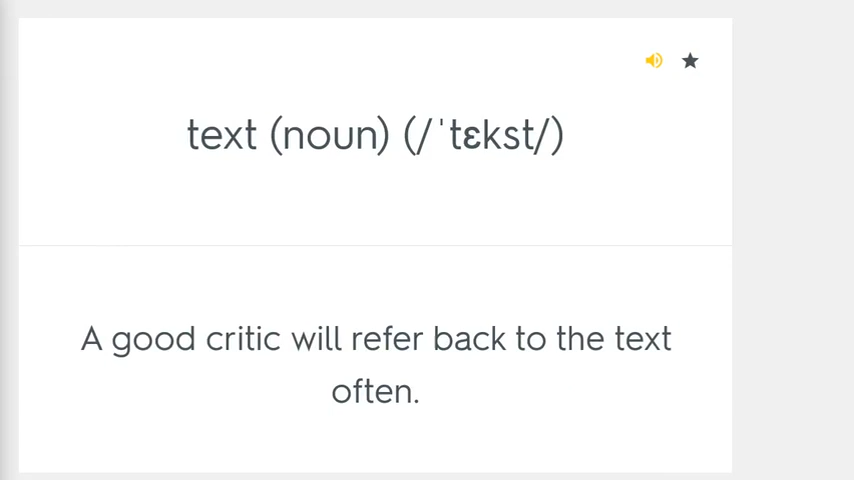 text (noun) (/ˈtɛkst/)
A good critic will refer back to the text
often.